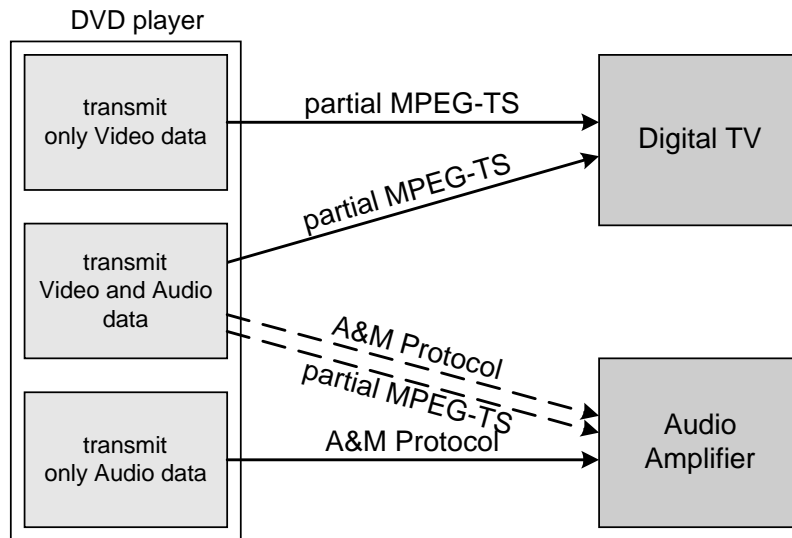 DVD player
transmit
only Video data
partial MPEG-TS
Digital TV
partial MPEG-TS
transmit
Video and Audio
data
A&M Protocol
partial MPEG-TS
Audio
Amplifier
transmit
only Audio data
A&M Protocol